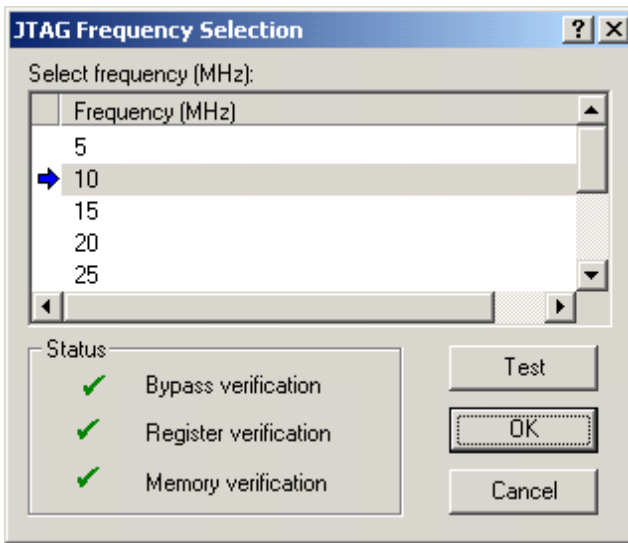 JTAG Frequency Selection
Select frequency (MHz):
Frequency (MHz)
5
10
15
20
25
Status
Bypass verification
Register verification
Memory verification
Test
OK
Cancel